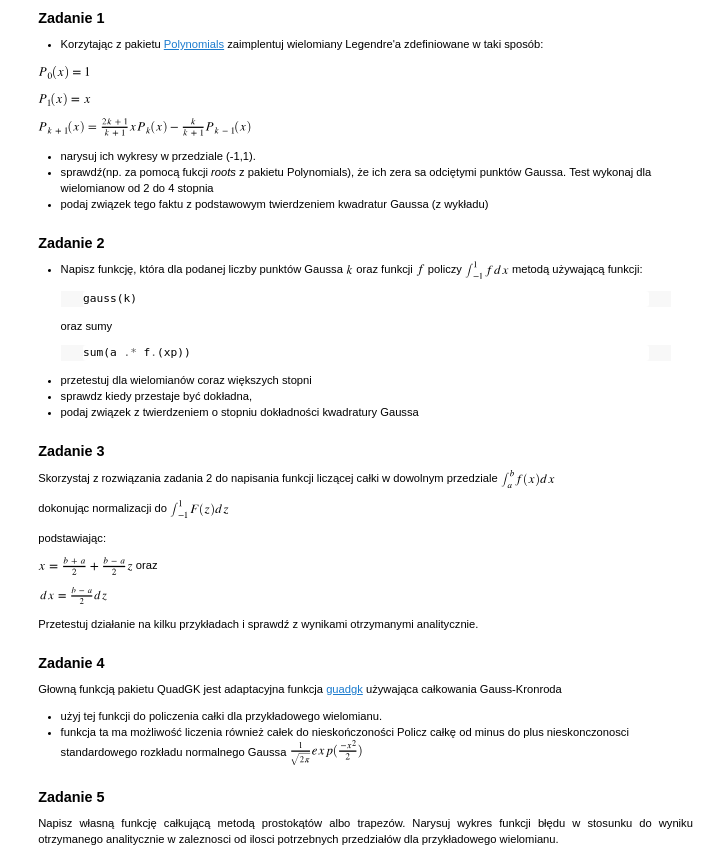 Zadanie 1
• Korzytając z pakietu Polynomials zaimplentuj wielomiany Legendre'a zdefiniowane w taki sposób:
P_0(x) = 1
P_1(x) = x
P_{k + 1}(x) = \frac{2k + 1}{k + 1} x P_k(x) − \frac{k}{k + 1} P_{k − 1}(x)
• narysuj ich wykresy w przedziale (-1,1).
• sprawdź(np. za pomocą fukcji roots z pakietu Polynomials), że ich zera sa odciętymi punktów Gaussa. Test wykonaj dla
wielomianow od 2 do 4 stopnia
• podaj związek tego faktu z podstawowym twierdzeniem kwadratur Gaussa (z wykładu)
Zadanie 2
• Napisz funkcję, która dla podanej liczby punktów Gaussa k oraz funkcji f policzy ∫_{−1}^{1} f dx metodą używającą funkcji:
gauss(k)
oraz sumy
sum(a .* f.(xp))
• przetestuj dla wielomianów coraz większych stopni
• sprawdz kiedy przestaje być dokładna,
• podaj związek z twierdzeniem o stopniu dokładności kwadratury Gaussa
Zadanie 3
Skorzystaj z rozwiązania zadania 2 do napisania funkcji liczącej całki w dowolnym przedziale ∫_{a}^{b} f(x)dx
dokonując normalizacji do ∫_{−1}^{1} F(z)dz
podstawiając:
x = \frac{b + a}{2} + \frac{b − a}{2} z oraz
dx = \frac{b − a}{2} dz
Przetestuj działanie na kilku przykładach i sprawdź z wynikami otrzymanymi analitycznie.
Zadanie 4
Głowną funkcją pakietu QuadGK jest adaptacyjna funkcja quadgk używająca całkowania Gauss-Kronroda
• użyj tej funkcji do policzenia całki dla przykładowego wielomianu.
• funkcja ta ma możliwość liczenia również całek do nieskończoności Policz całkę od minus do plus nieskonczonosci
standardowego rozkładu normalnego Gaussa \frac{1}{\sqrt{2π}} exp(\frac{−x^2}{2})
Zadanie 5
Napisz własną funkcję całkującą metodą prostokątów albo trapezów. Narysuj wykres funkcji błędu w stosunku do wyniku
otrzymanego analitycznie w zaleznosci od ilosci potrzebnych przedziałów dla przykładowego wielomianu.